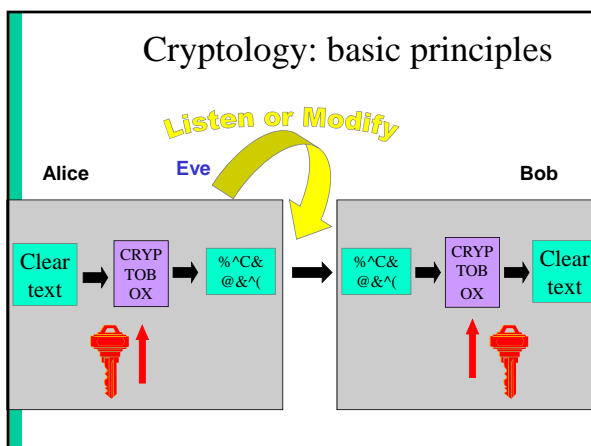 Cryptology: basic principles
Listen or Modify
Alice
Eve
Bob
Clear
text
CRYP
TOB
OX
%^C&
@&^(
%^C&
@&^(
CRYP
TOB
OX
Clear
text